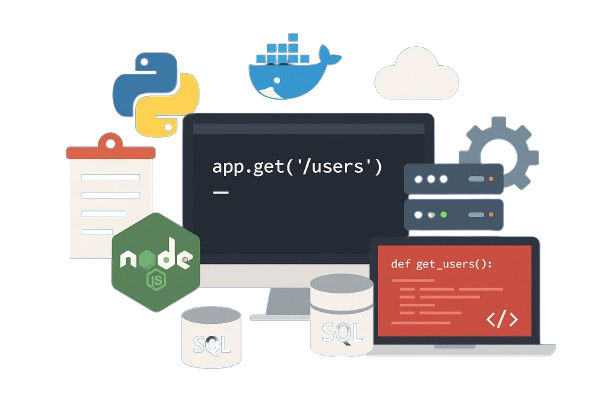 app.get('/users')
def get_users():
</>
node
JS
SQL
SQL